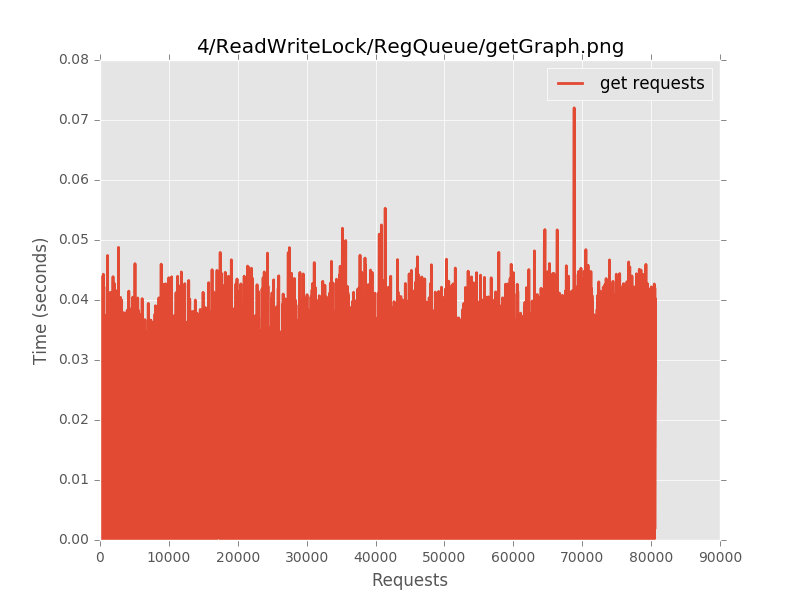 4/ReadWriteLock/RegQueue/getGraph.png
get requests
0.08
0.07
0.06
0.05
0.04
0.03
0.02
0.01
0.00
Time (seconds)
0 10000 20000 30000 40000 50000 60000 70000 80000 90000
Requests